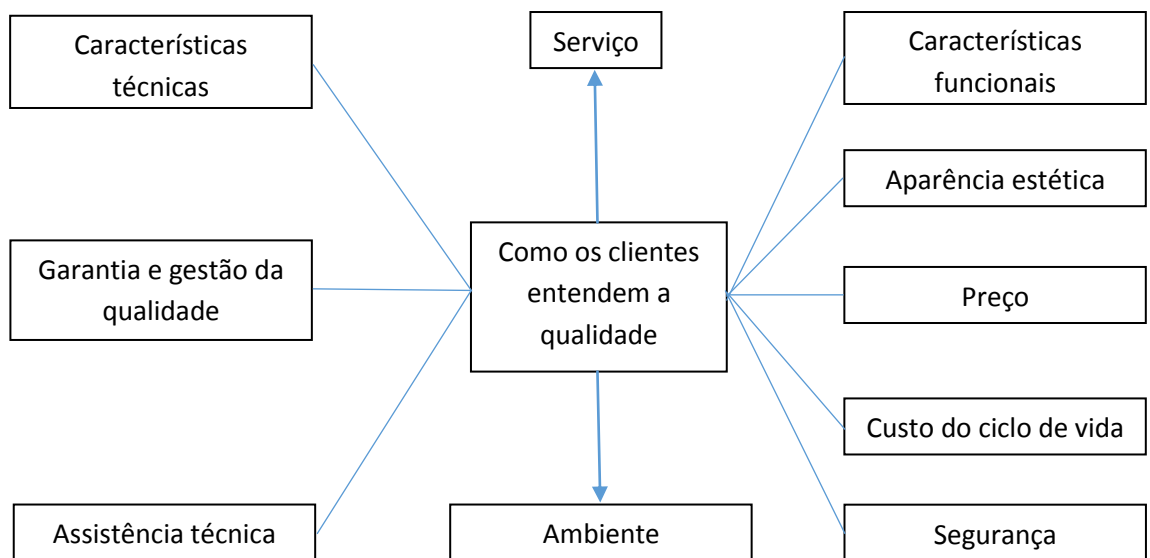 Características
técnicas
Serviço
Características
funcionais
Aparência estética
Garantia e gestão da
qualidade
Como os clientes
entendem a
qualidade
Preço
Custo do ciclo de vida
Assistência técnica
Ambiente
Segurança